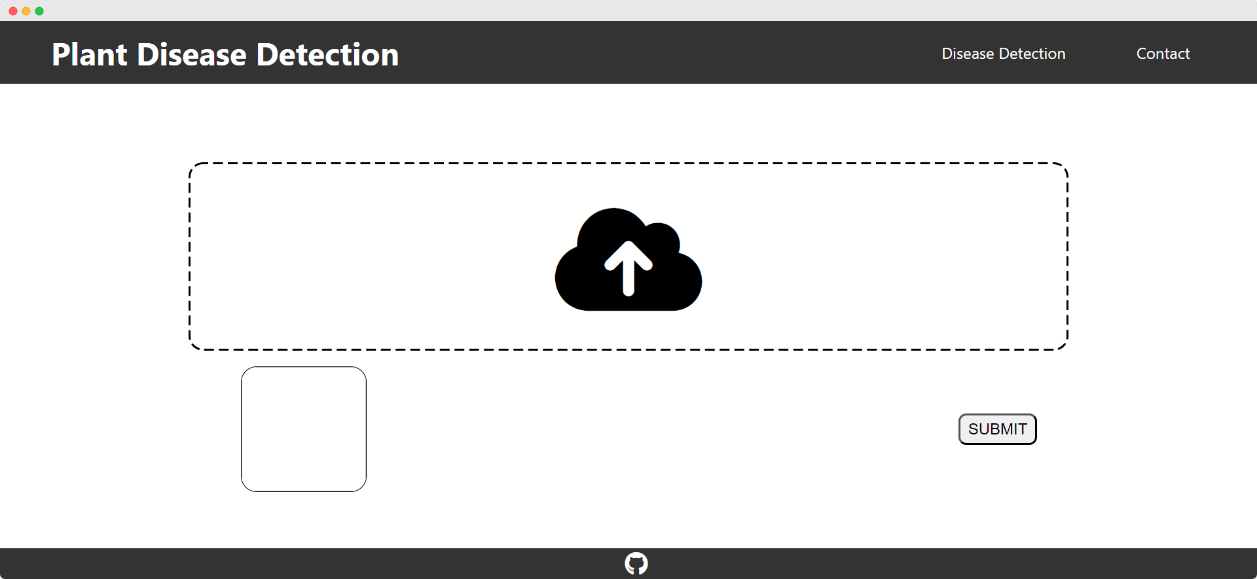 Plant Disease Detection
Disease Detection
Contact
SUBMIT